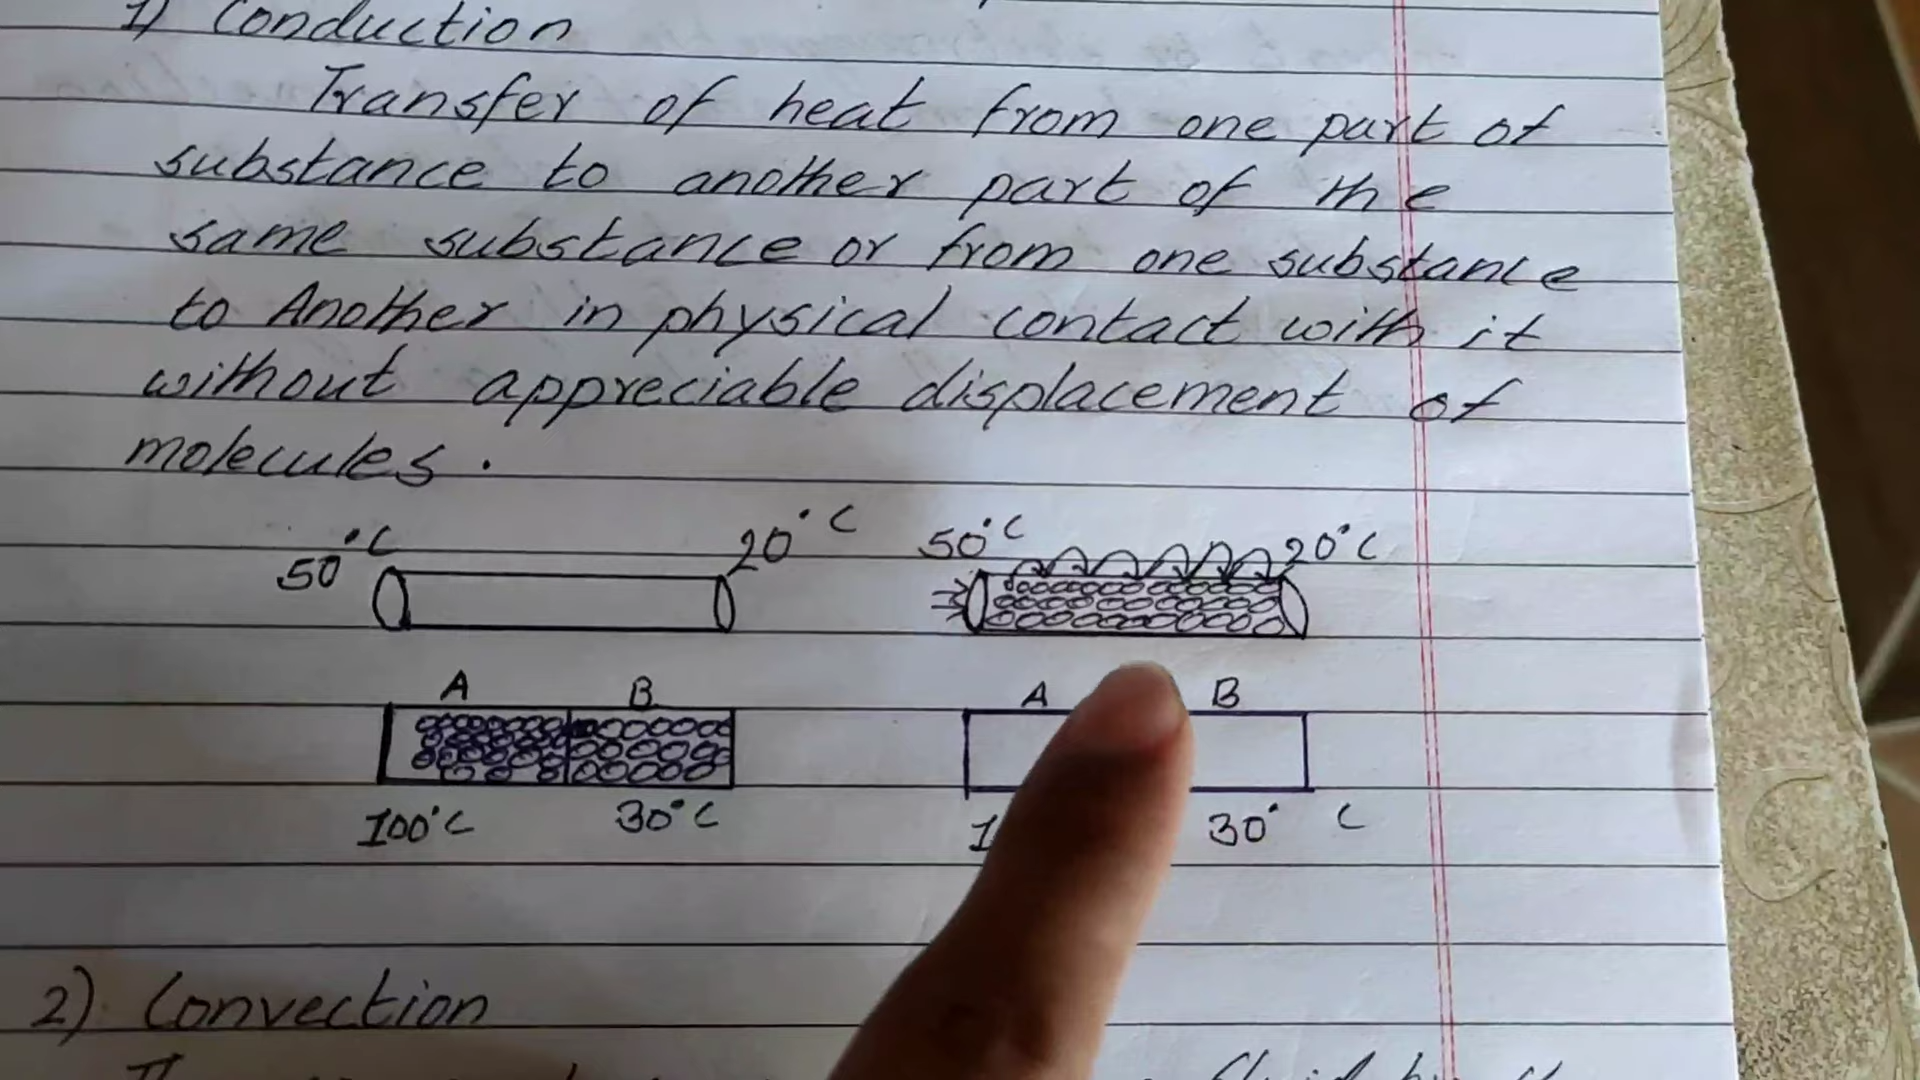 1) Conduction
Transfer of heat from one part of
substance to another part of the
same substance or from one substance
to Another in physical contact with it
without appreciable displacement of
molecules.
50°C 20°C 50°C 20°C
A B A B
100°C 30°C 30° C
2) Convection